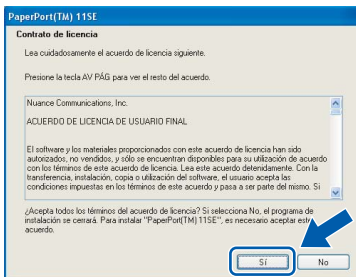 PaperPort(TM) 11SE
Contrato de licencia
Lea cuidadosamente el acuerdo de licencia siguiente.
Presione la tecla AV PÁG para ver el resto del acuerdo.
Nuance Communications, Inc.
ACUERDO DE LICENCIA DE USUARIO FINAL
El software y los materiales proporcionados con este acuerdo de licencia han sido
autorizados, no vendidos, y sólo se encuentran disponibles para su utilización de acuerdo
con los términos de este acuerdo de licencia. Lea este acuerdo detenidamente. Con la
transferencia, instalación, copia o utilización del software, el usuario acepta las
condiciones impuestas en los términos de este acuerdo y pasa a ser parte del mismo. Si
¿Acepta todos los términos del acuerdo de licencia? Si selecciona No, el programa de
instalación se cerrará. Para instalar "PaperPort(TM) 11SE", es necesario aceptar este
acuerdo.
Sí
No